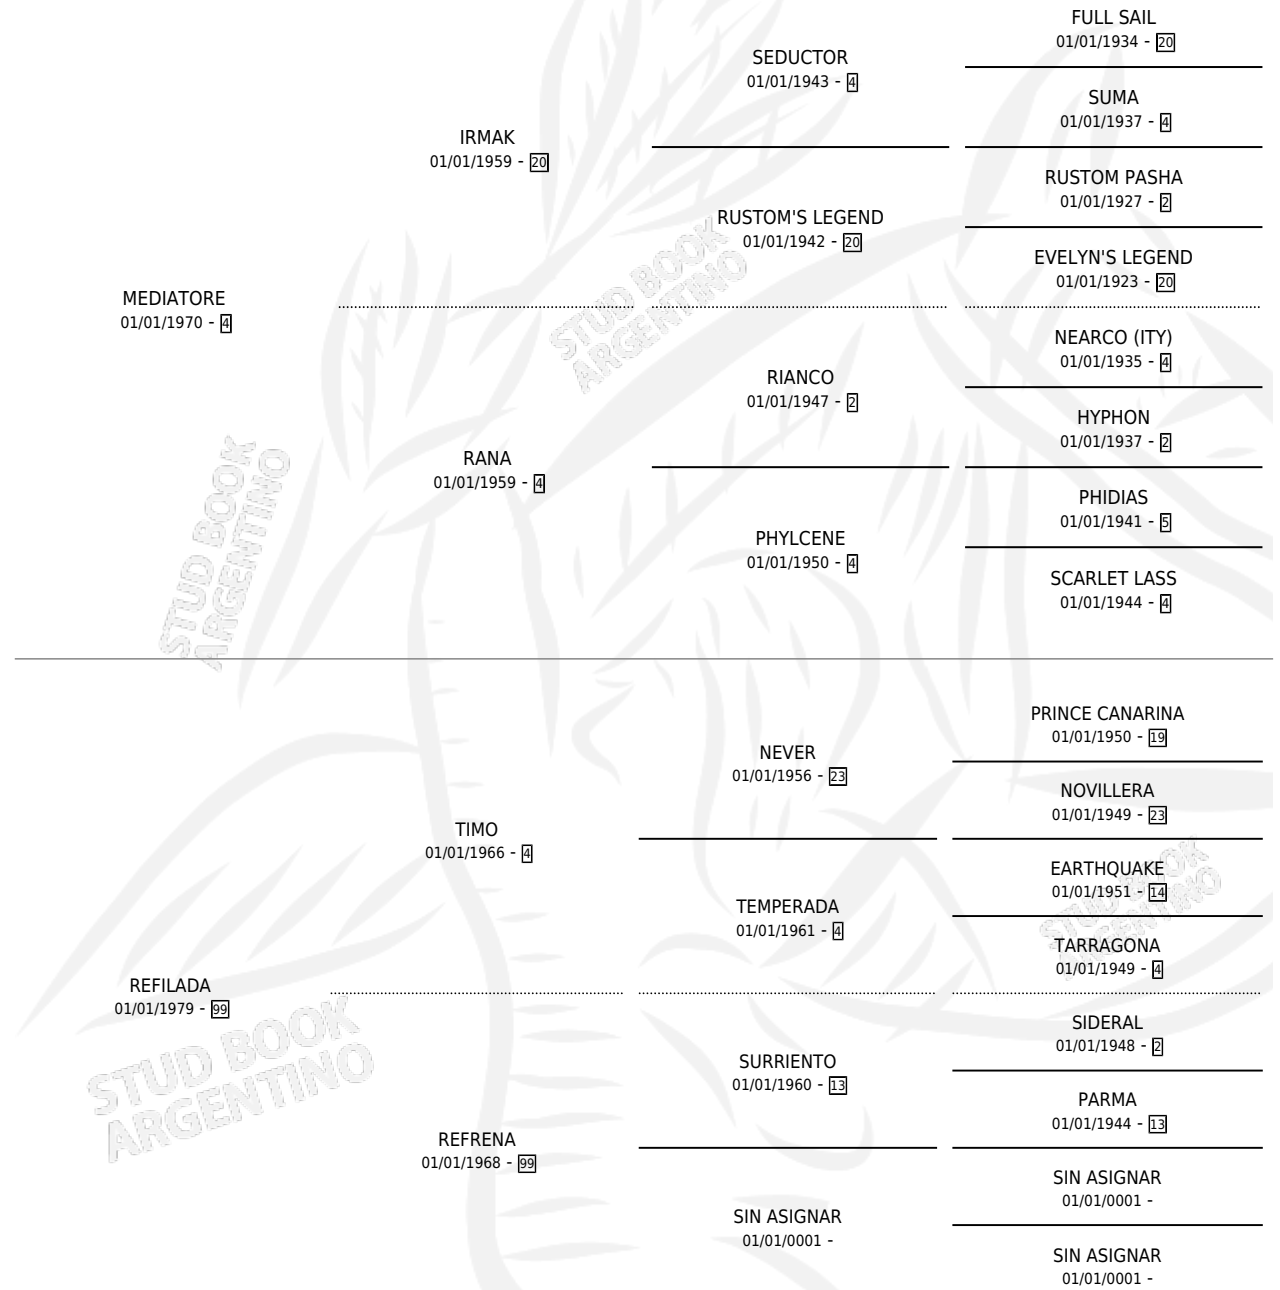 FULL SAIL
01/01/1934 - 20
SEDUCTOR
01/01/1943 - 4
SUMA
01/01/1937 - 4
IRMAK
01/01/1959 - 20
RUSTOM PASHA
01/01/1927 - 2
RUSTOM'S LEGEND
01/01/1942 - 20
EVELYN'S LEGEND
01/01/1923 - 20
MEDIATORE
01/01/1970 - 4
NEARCO (ITY)
01/01/1935 - 4
RIANCO
01/01/1947 - 2
HYPHON
01/01/1937 - 2
RANA
01/01/1959 - 4
PHIDIAS
01/01/1941 - 5
PHYLCENE
01/01/1950 - 4
SCARLET LASS
01/01/1944 - 4
PRINCE CANARINA
01/01/1950 - 19
NEVER
01/01/1956 - 23
NOVILLERA
01/01/1949 - 23
TIMO
01/01/1966 - 4
EARTHQUAKE
01/01/1951 - 14
TEMPERADA
01/01/1961 - 4
TARRAGONA
01/01/1949 - 4
REFILADA
01/01/1979 - 99
SIDERAL
01/01/1948 - 2
SURRIENTO
01/01/1960 - 13
PARMA
01/01/1944 - 13
REFRENA
01/01/1968 - 99
SIN ASIGNAR
01/01/0001 -
SIN ASIGNAR
01/01/0001 -
SIN ASIGNAR
01/01/0001 -
STUD BOOK
ARGENTINO
STUD BOOK
ARGENTINO
STUD BOOK
ARGENTINO
STUD BOOK
ARGENTINO